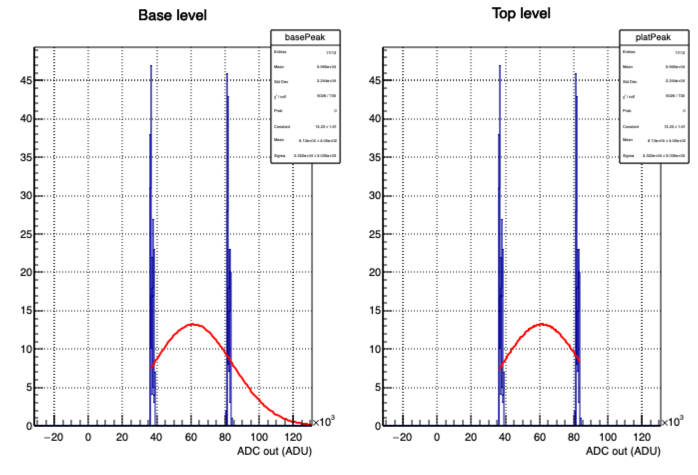 Base level
Top level
basePeak
Entries
Mean
Std Dev
Prob 0
Constant
Mean
Sigma
45
40
35
30
25
20
15
10
5
0
−20 0 20 40 60 80 100 120
×10³
ADC out (ADU)
platPeak
Entries
Mean
Std Dev
Prob 0
Constant
Mean
Sigma
45
40
35
30
25
20
15
10
5
0
−20 0 20 40 60 80 100 120
×10³
ADC out (ADU)